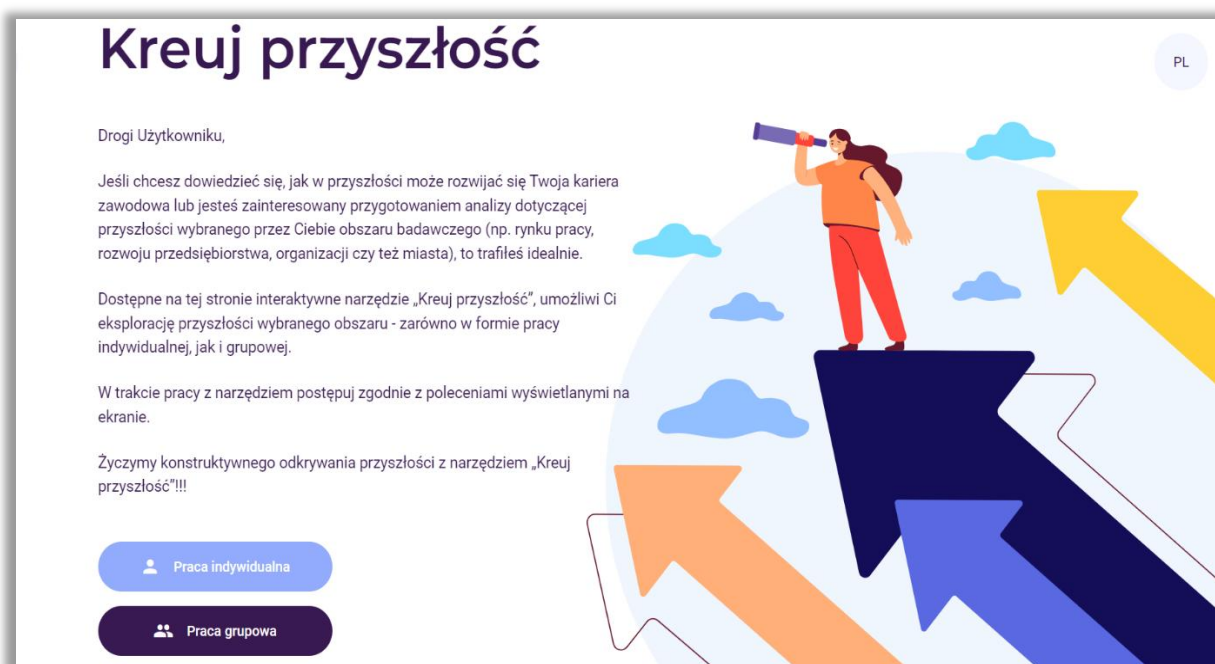 Kreuj przyszłość
PL
Drogi Użytkowniku,
Jeśli chcesz dowiedzieć się, jak w przyszłości może rozwijać się Twoja kariera
zawodowa lub jesteś zainteresowany przygotowaniem analizy dotyczącej
przyszłości wybranego przez Ciebie obszaru badawczego (np. rynku pracy,
rozwoju przedsiębiorstwa, organizacji czy też miasta), to trafiłeś idealnie.
Dostępne na tej stronie interaktywne narzędzie „Kreuj przyszłość”, umożliwi Ci
eksplorację przyszłości wybranego obszaru - zarówno w formie pracy
indywidualnej, jak i grupowej.
W trakcie pracy z narzędziem postępuj zgodnie z poleceniami wyświetlanymi na
ekranie.
Życzymy konstruktywnego odkrywania przyszłości z narzędziem „Kreuj
przyszłość”!!!
Praca indywidualna
Praca grupowa